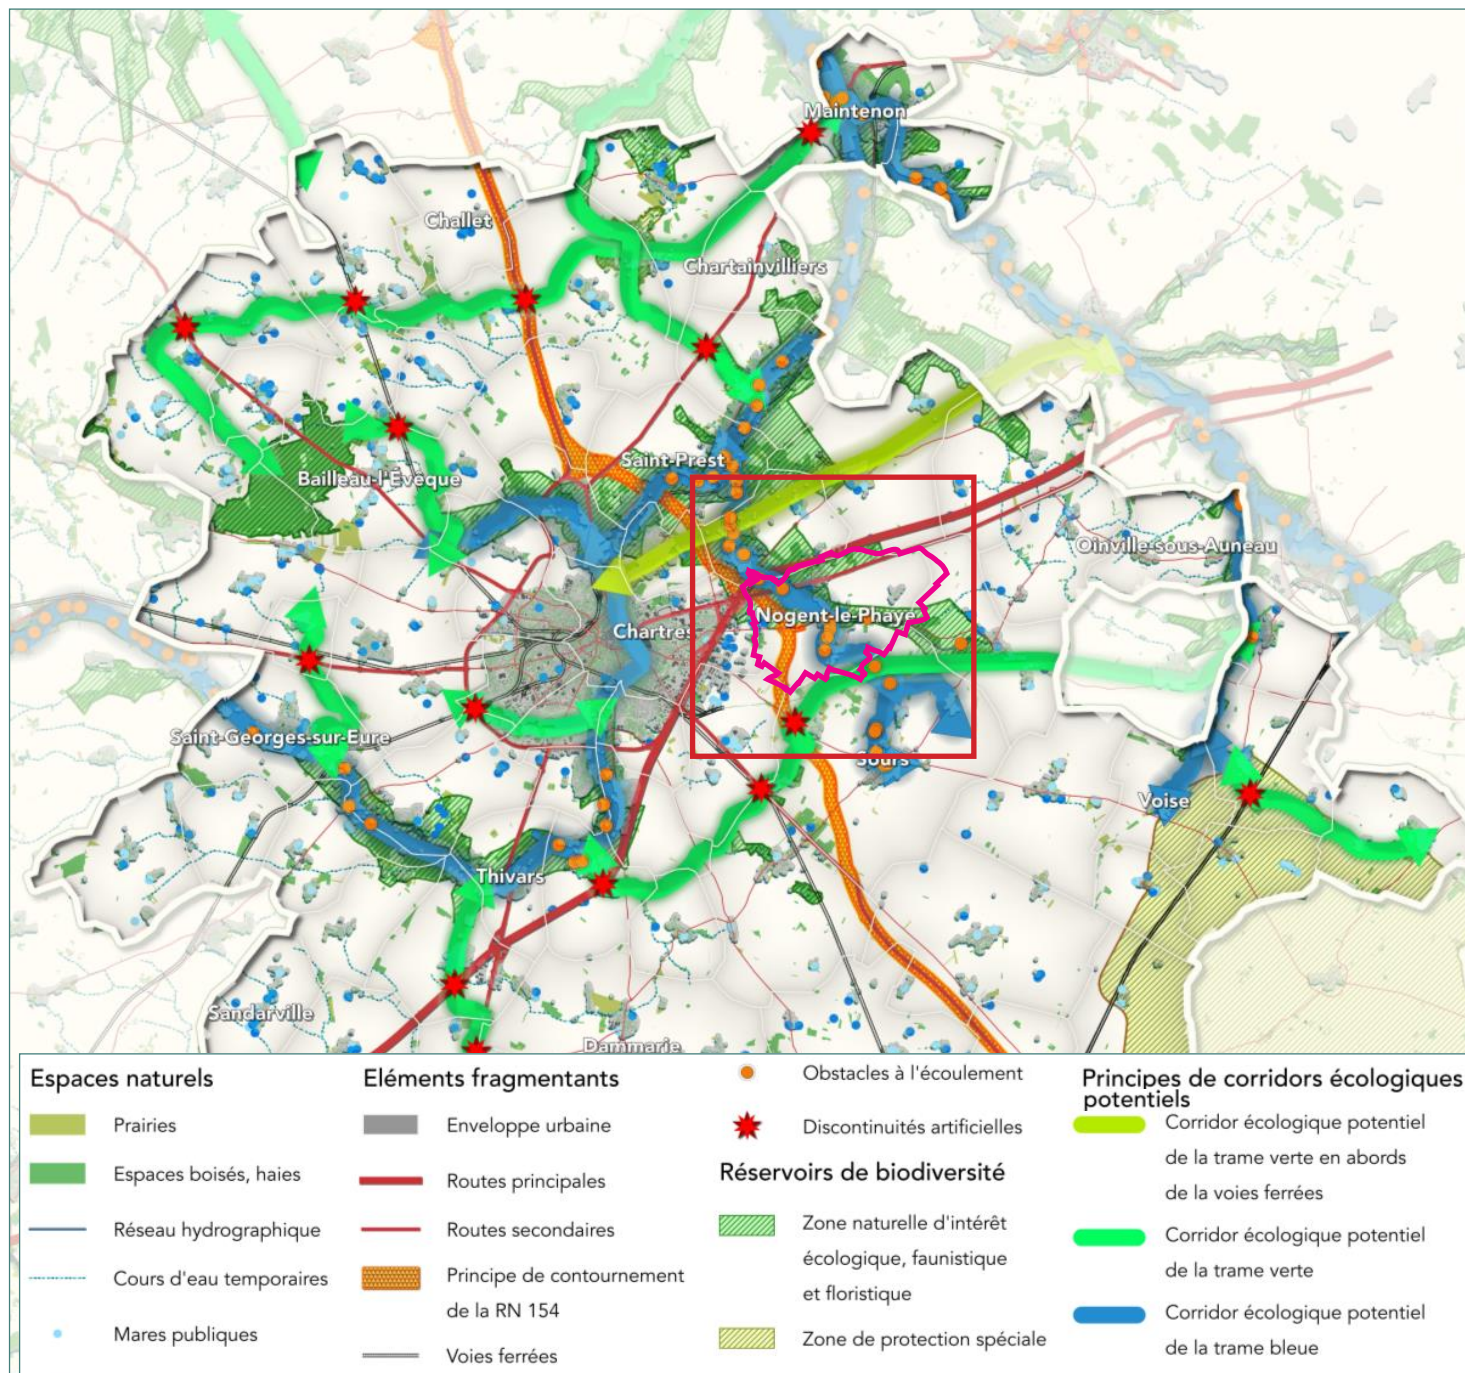 Maintenon
Challet
Chartainvilliers
Saint-Prest
Bailleau-l'Évêque
Oinville-sous-Auneau
Nogent-le-Phaye
Chartres
Saint-Georges-sur-Eure
Sours
Voise
Thivars
Sandarville
Dammarie
Espaces naturels
Prairies
Espaces boisés, haies
Réseau hydrographique
Cours d'eau temporaires
Mares publiques
Eléments fragmentants
Enveloppe urbaine
Routes principales
Routes secondaires
Principe de contournement
de la RN 154
Voies ferrées
Obstacles à l'écoulement
Discontinuités artificielles
Réservoirs de biodiversité
Zone naturelle d'intérêt
écologique, faunistique
et floristique
Zone de protection spéciale
Principes de corridors écologiques
potentiels
Corridor écologique potentiel
de la trame verte en abords
de la voies ferrées
Corridor écologique potentiel
de la trame verte
Corridor écologique potentiel
de la trame bleue